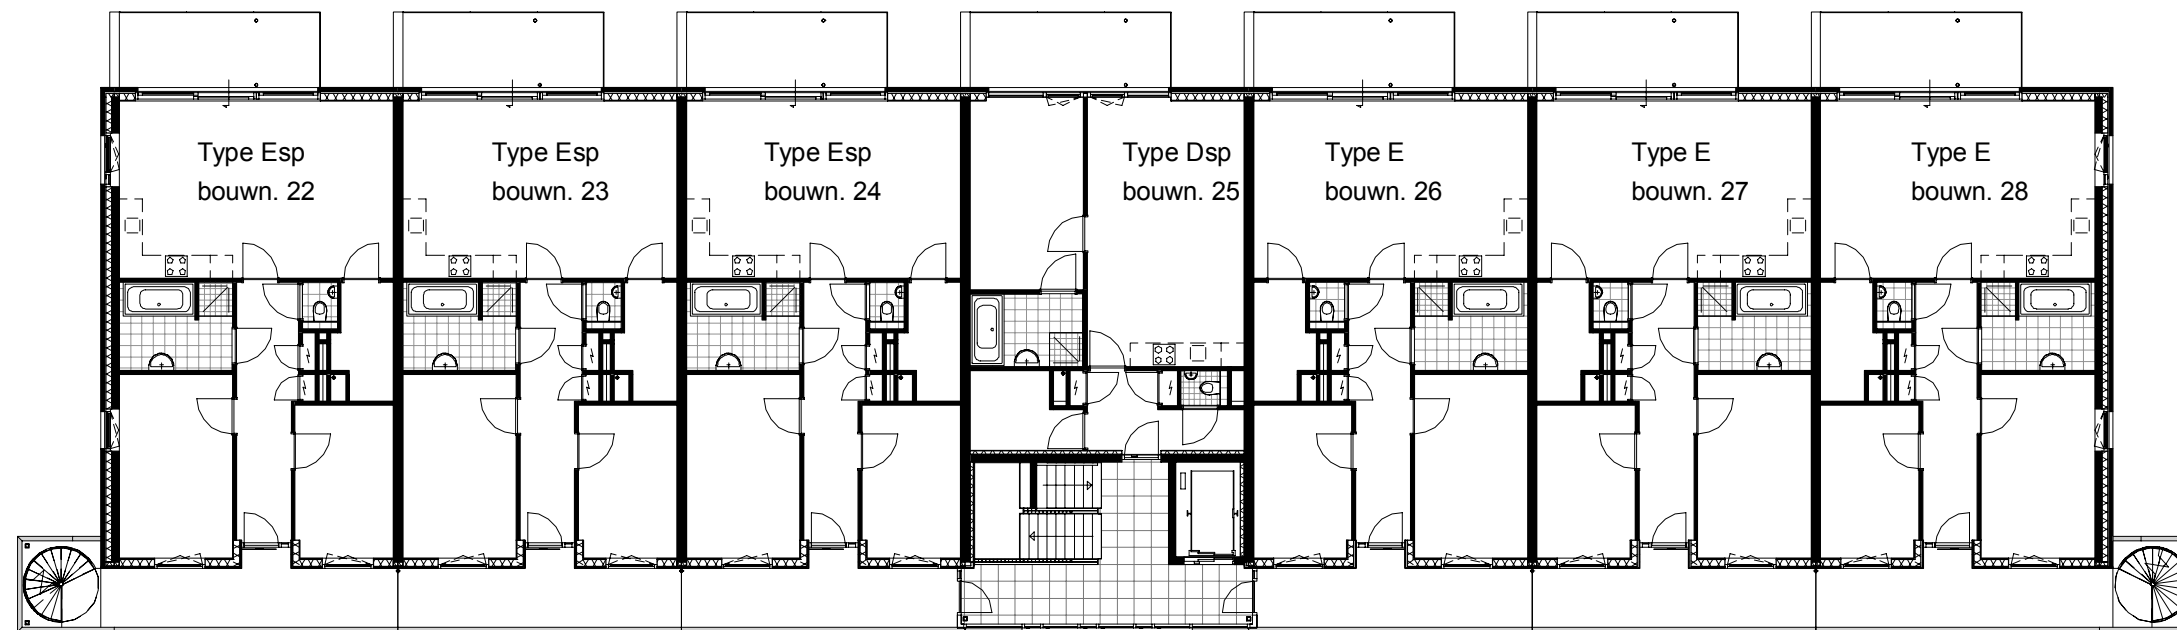 Type Esp
bouwn. 22
Type Esp
bouwn. 23
Type Esp
bouwn. 24
Type Dsp
bouwn. 25
Type E
bouwn. 26
Type E
bouwn. 27
Type E
bouwn. 28